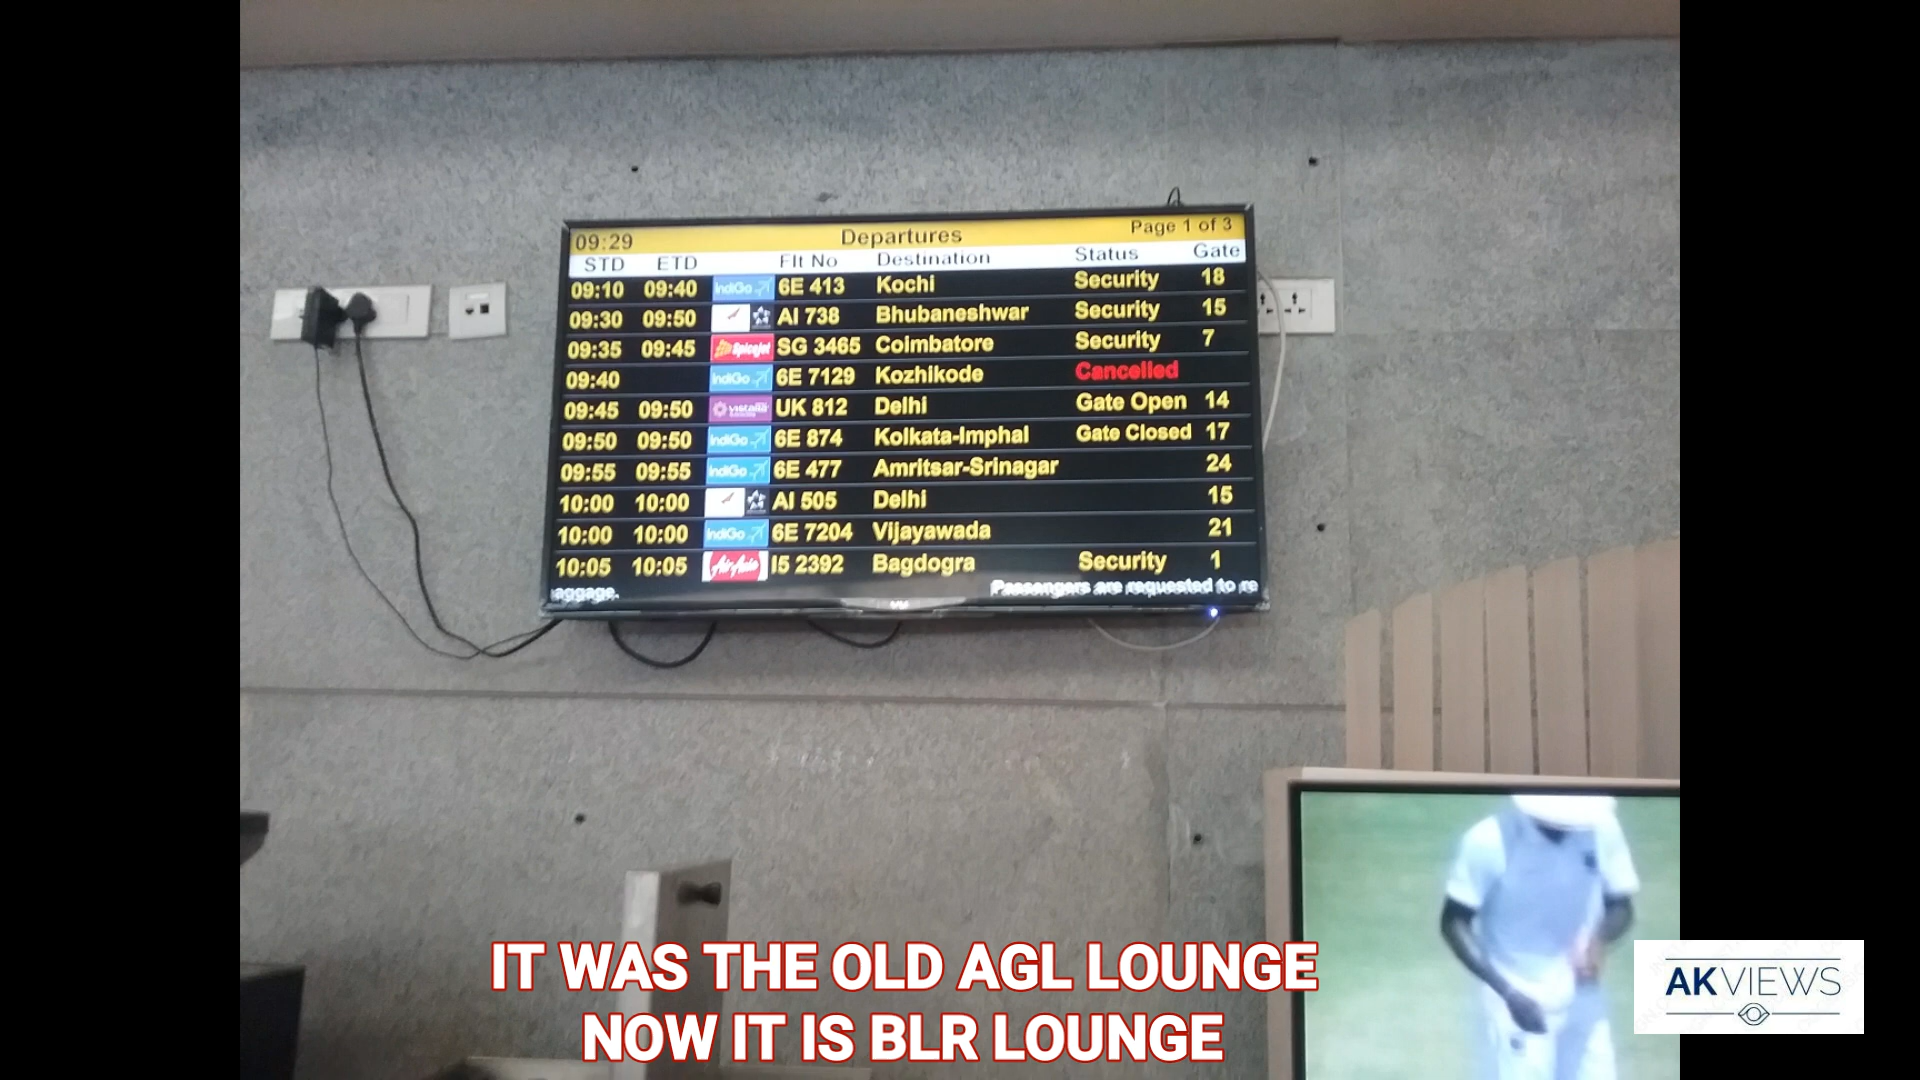 09:29 Departures Page 1 of 3
STD ETD Flt No Destination Status Gate
09:10 09:40 IndiGo 6E 413 Kochi Security 18
09:30 09:50 AI 738 Bhubaneshwar Security 15
09:35 09:45 Spicejet SG 3465 Coimbatore Security 7
09:40 IndiGo 6E 7129 Kozhikode Cancelled
09:45 09:50 vistara UK 812 Delhi Gate Open 14
09:50 09:50 IndiGo 6E 874 Kolkata-Imphal Gate Closed 17
09:55 09:55 IndiGo 6E 477 Amritsar-Srinagar 24
10:00 10:00 AI 505 Delhi 15
10:00 10:00 IndiGo 6E 7204 Vijayawada 21
10:05 10:05 AirAsia I5 2392 Bagdogra Security 1
aggage. Passengers are requested to re
VU
IT WAS THE OLD AGL LOUNGE
NOW IT IS BLR LOUNGE
AKVIEWS